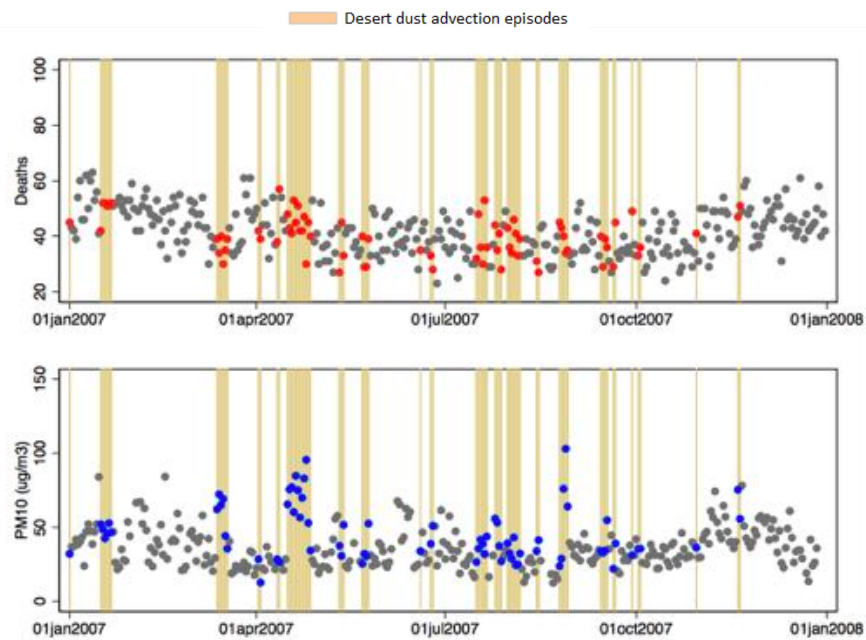 Desert dust advection episodes
100
80
60
40
20
Deaths
01jan2007 01apr2007 01jul2007 01oct2007 01jan2008
150
100
50
0
PM10 (ug/m3)
01jan2007 01apr2007 01jul2007 01oct2007 01jan2008